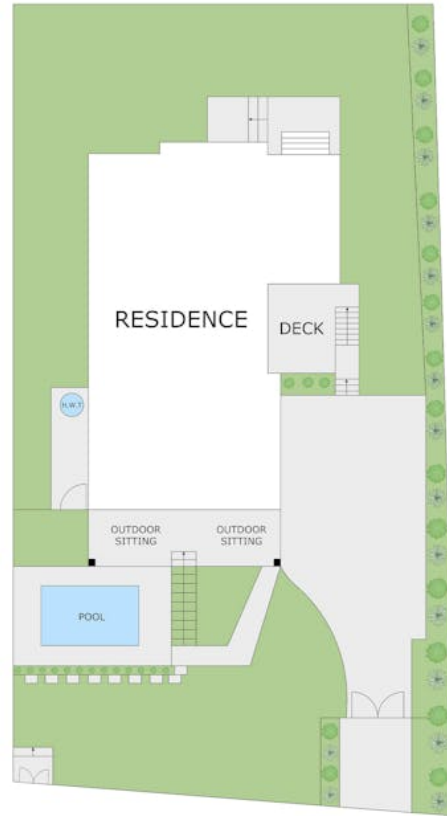 RESIDENCE
DECK
H.W.T
OUTDOOR
SITTING
OUTDOOR
SITTING
POOL